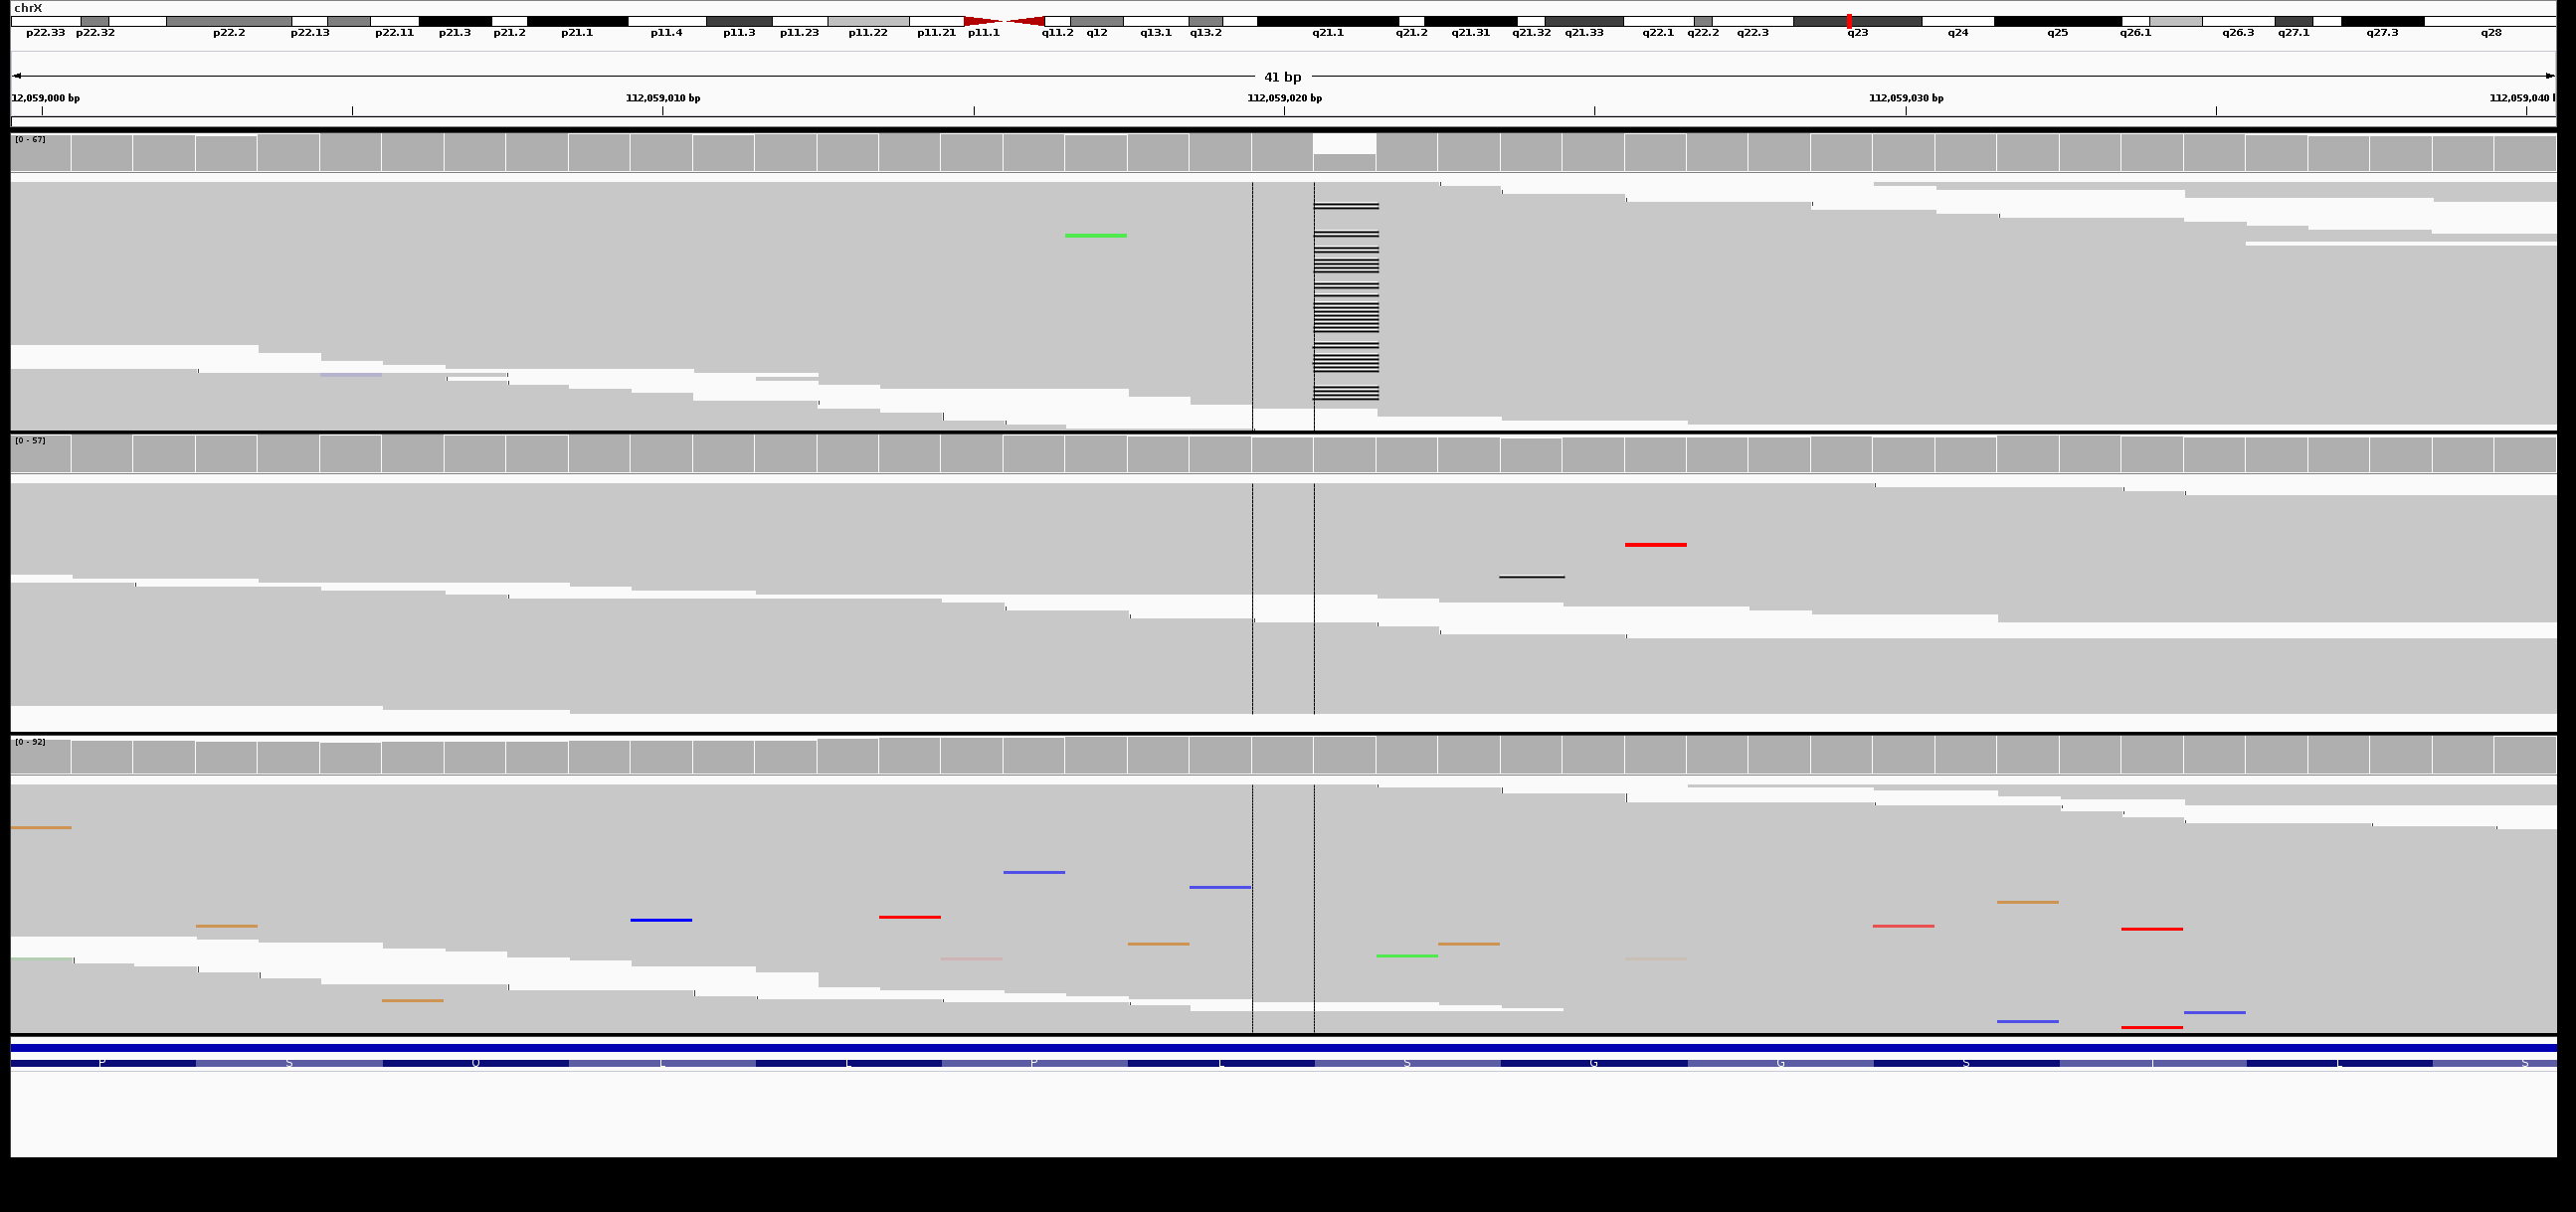 chrX
p22.33 p22.32 p22.2 p22.13 p22.11 p21.3 p21.2 p21.1 p11.4 p11.3 p11.23 p11.22 p11.21 p11.1 q11.2 q12 q13.1 q13.2 q21.1 q21.2 q21.31 q21.32 q21.33 q22.1 q22.2 q22.3 q23 q24 q25 q26.1 q26.3 q27.1 q27.3 q28
41 bp
12,059,000 bp 112,059,010 bp 112,059,020 bp 112,059,030 bp 112,059,040 l
[0 - 67]
[0 - 57]
[0 - 92]
P S L L P L S G G S L S